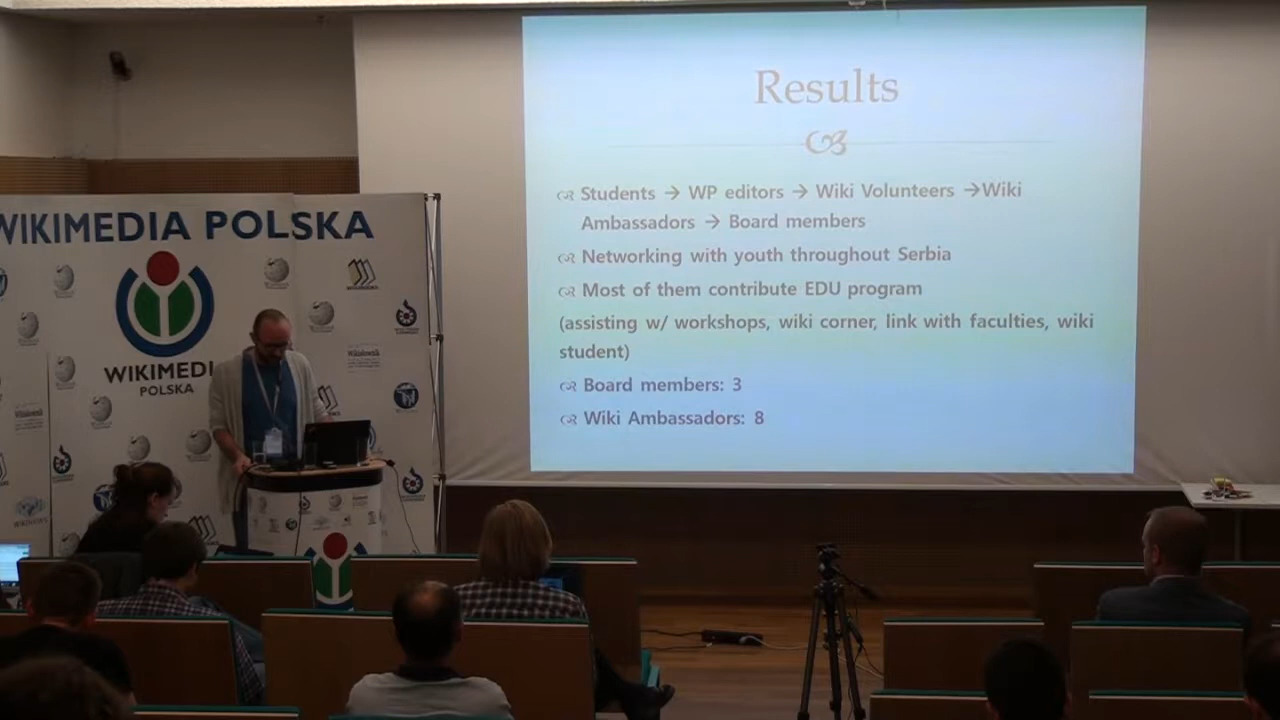 WIKIMEDIA POLSKA
WIKIMEDIA
POLSKA
Results
Students → WP editors → Wiki Volunteers →Wiki
Ambassadors → Board members
Networking with youth throughout Serbia
Most of them contribute EDU program
(assisting w/ workshops, wiki corner, link with faculties, wiki
student)
Board members: 3
Wiki Ambassadors: 8